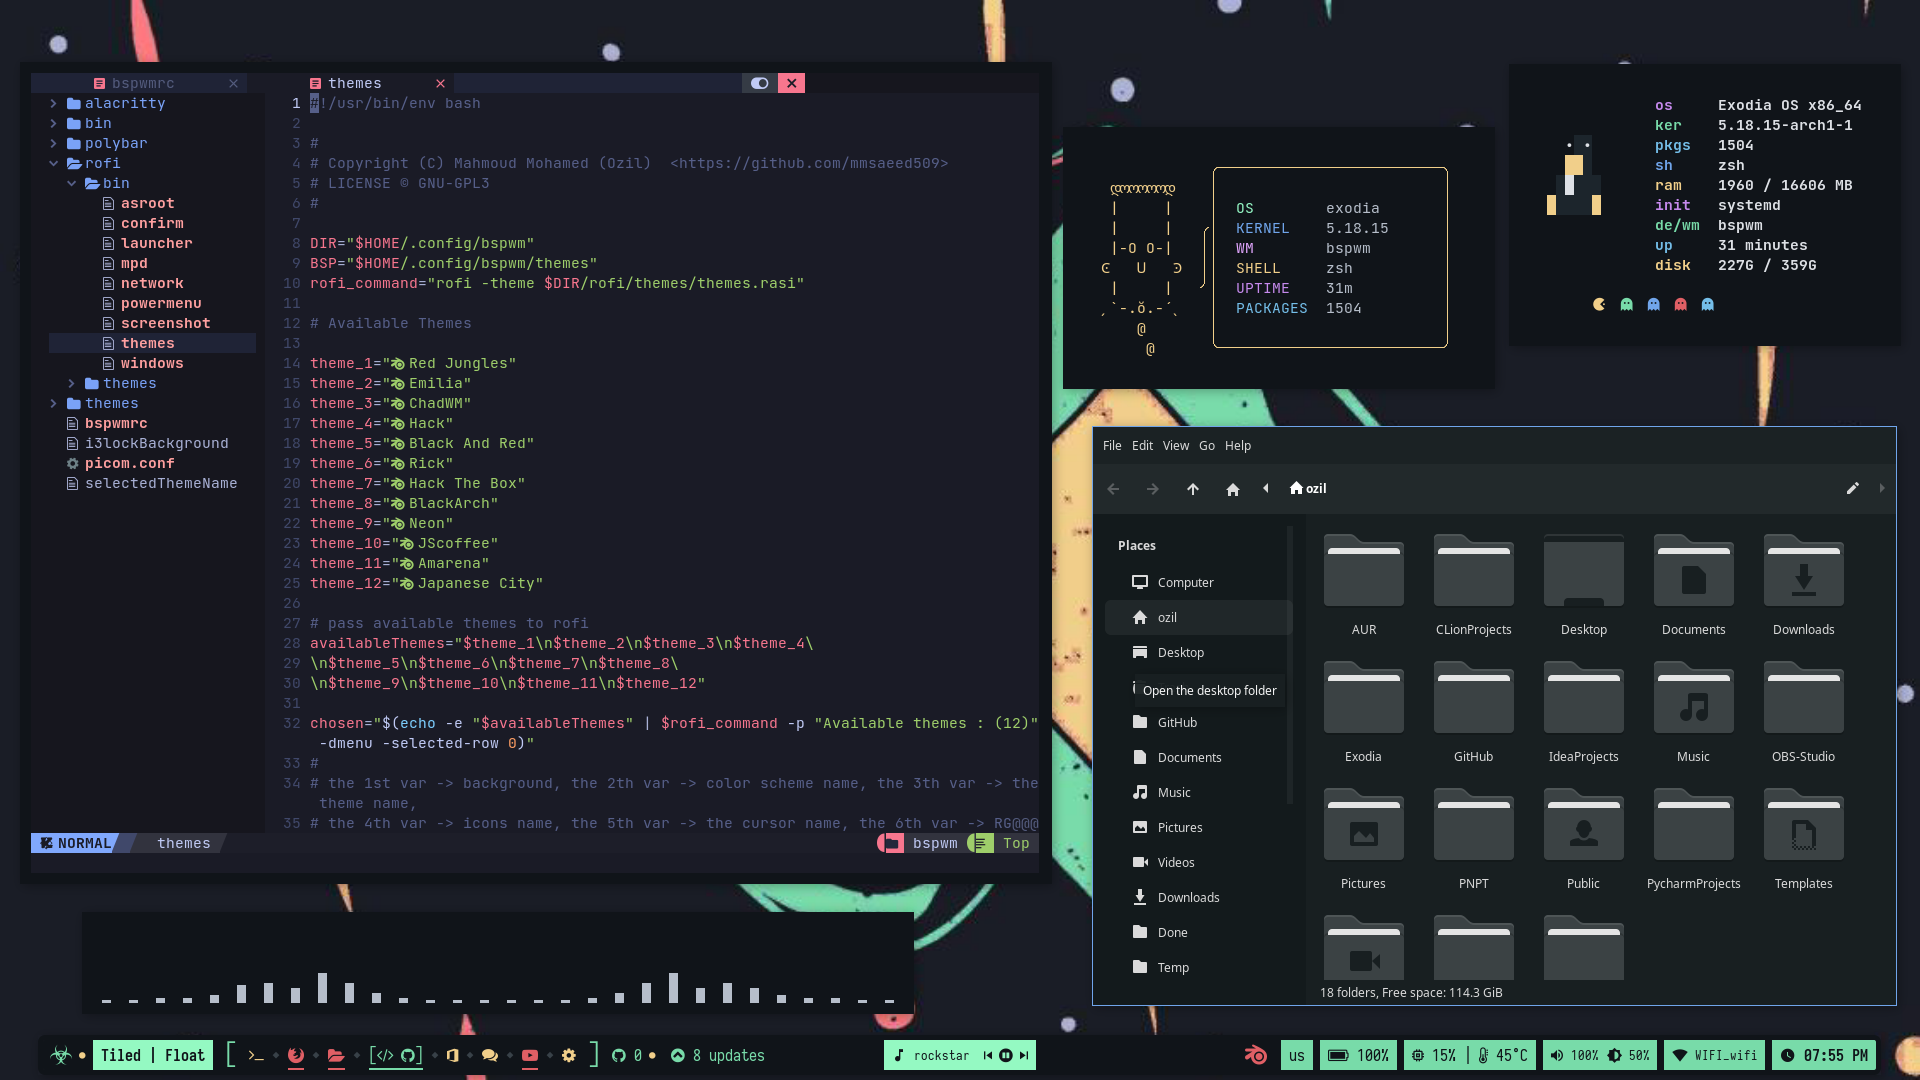 bspwmrc
themes
alacritty
bin
polybar
rofi
bin
asroot
confirm
launcher
mpd
network
powermenu
screenshot
themes
windows
themes
themes
bspwmrc
i3lockBackground
picom.conf
selectedThemeName
1 #!/usr/bin/env bash
2
3 #
4 # Copyright (C) Mahmoud Mohamed (Ozil)  <https://github.com/mmsaeed509>
5 # LICENSE © GNU-GPL3
6 #
7
8 DIR="$HOME/.config/bspwm"
9 BSP="$HOME/.config/bspwm/themes"
10 rofi_command="rofi -theme $DIR/rofi/themes/themes.rasi"
11
12 # Available Themes
13
14 theme_1="Red Jungles"
15 theme_2="Emilia"
16 theme_3="ChadWM"
17 theme_4="Hack"
18 theme_5="Black And Red"
19 theme_6="Rick"
20 theme_7="Hack The Box"
21 theme_8="BlackArch"
22 theme_9="Neon"
23 theme_10="JScoffee"
24 theme_11="Amarena"
25 theme_12="Japanese City"
26
27 # pass available themes to rofi
28 availableThemes="$theme_1\n$theme_2\n$theme_3\n$theme_4\
29 \n$theme_5\n$theme_6\n$theme_7\n$theme_8\
30 \n$theme_9\n$theme_10\n$theme_11\n$theme_12"
31
32 chosen="$(echo -e "$availableThemes" | $rofi_command -p "Available themes : (12)"
-dmenu -selected-row 0)"
33 #
34 # the 1st var -> background, the 2th var -> color scheme name, the 3th var -> the
theme name,
35 # the 4th var -> icons name, the 5th var -> the cursor name, the 6th var -> RG@@@
NORMAL themes bspwm Top
OS exodia
KERNEL 5.18.15
WM bspwm
SHELL zsh
UPTIME 31m
PACKAGES 1504
os Exodia OS x86_64
ker 5.18.15-arch1-1
pkgs 1504
sh zsh
ram 1960 / 16606 MB
init systemd
de/wm bspwm
up 31 minutes
disk 227G / 359G
File Edit View Go Help
ozil
Places
Computer
ozil
Desktop
Open the desktop folder
GitHub
Documents
Music
Pictures
Videos
Downloads
Done
Temp
AUR CLionProjects Desktop Documents Downloads
Exodia GitHub IdeaProjects Music OBS-Studio
Pictures PNPT Public PycharmProjects Templates
18 folders, Free space: 114.3 GiB
Tiled | Float [ >_ [</> ] ] 0 8 updates rockstar us 100% 15% | 45°C 100% 50% WIFI_wifi 07:55 PM